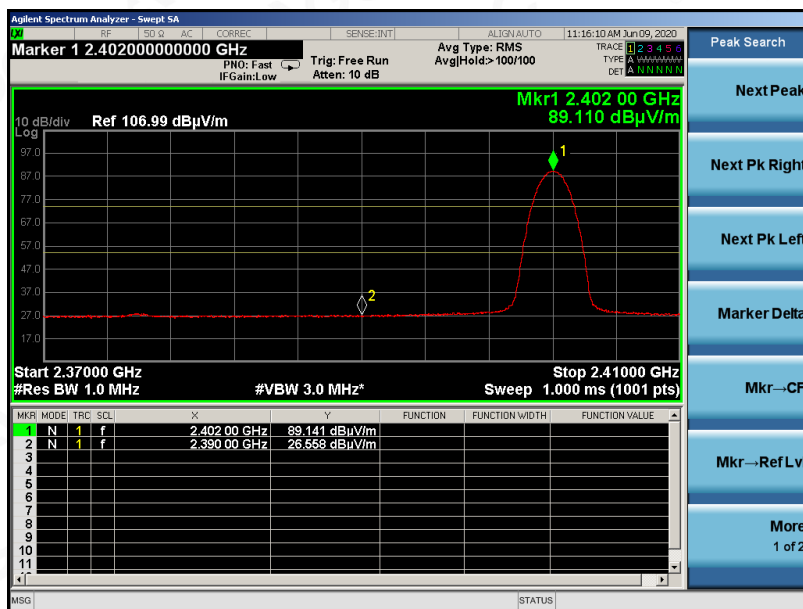 Agilent Spectrum Analyzer - Swept SA
LXI RF 50 Ω AC CORREC SENSE:INT ALIGN AUTO 11:16:10 AM Jun 09, 2020
Marker 1 2.402000000000 GHz
PNO: Fast
IFGain:Low
Trig: Free Run
Atten: 10 dB
Avg Type: RMS
Avg|Hold:>100/100
TRACE 1 2 3 4 5 6
TYPE A WWWWW
DET A N N N N N
Mkr1 2.402 00 GHz
89.110 dBµV/m
10 dB/div Ref 106.99 dBµV/m
Log
97.0
87.0
77.0
67.0
57.0
47.0
37.0
27.0
17.0
1
2
Start 2.37000 GHz Stop 2.41000 GHz
#Res BW 1.0 MHz #VBW 3.0 MHz* Sweep 1.000 ms (1001 pts)
MKR MODE TRC SCL X Y FUNCTION FUNCTION WIDTH FUNCTION VALUE
1 N 1 f 2.402 00 GHz 89.141 dBµV/m
2 N 1 f 2.390 00 GHz 26.558 dBµV/m
3
4
5
6
7
8
9
10
11
MSG STATUS
Peak Search
Next Peak
Next Pk Right
Next Pk Left
Marker Delta
Mkr→CF
Mkr→Ref Lv
More
1 of 2